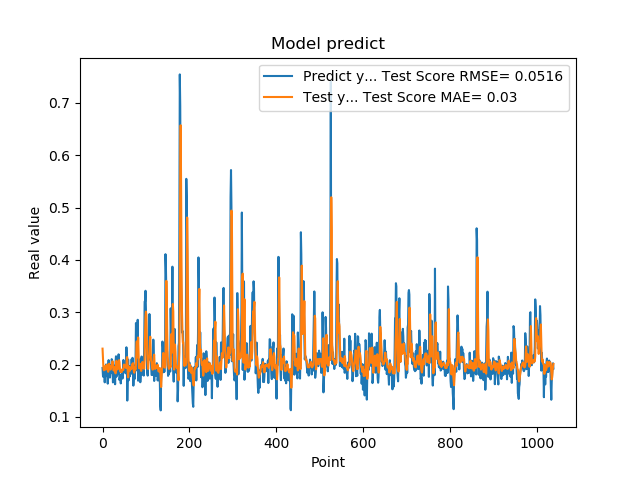 Model predict
Predict y... Test Score RMSE= 0.0516
Test y... Test Score MAE= 0.03
Real value
0.7
0.6
0.5
0.4
0.3
0.2
0.1
0
200
400
600
800
1000
Point